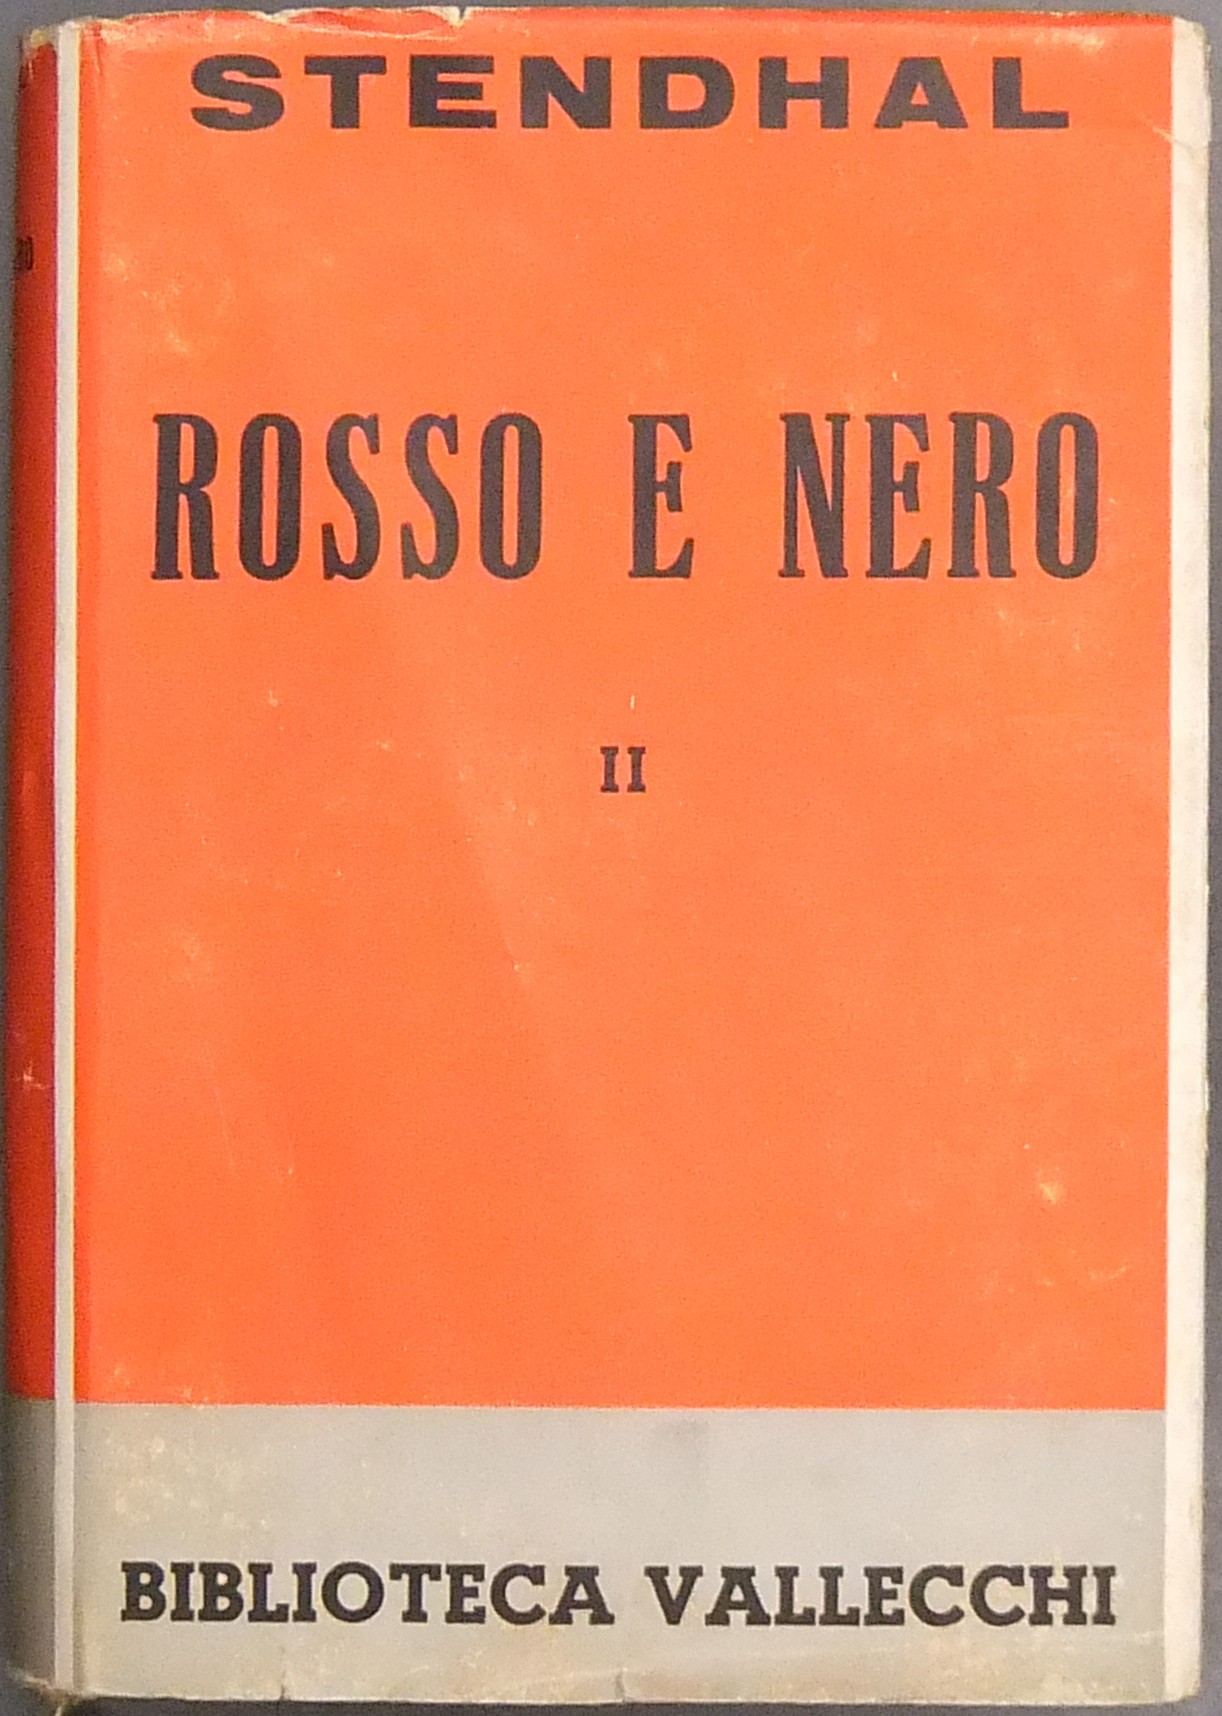 STENDHAL
ROSSO E NERO
II
BIBLIOTECA VALLECCHI